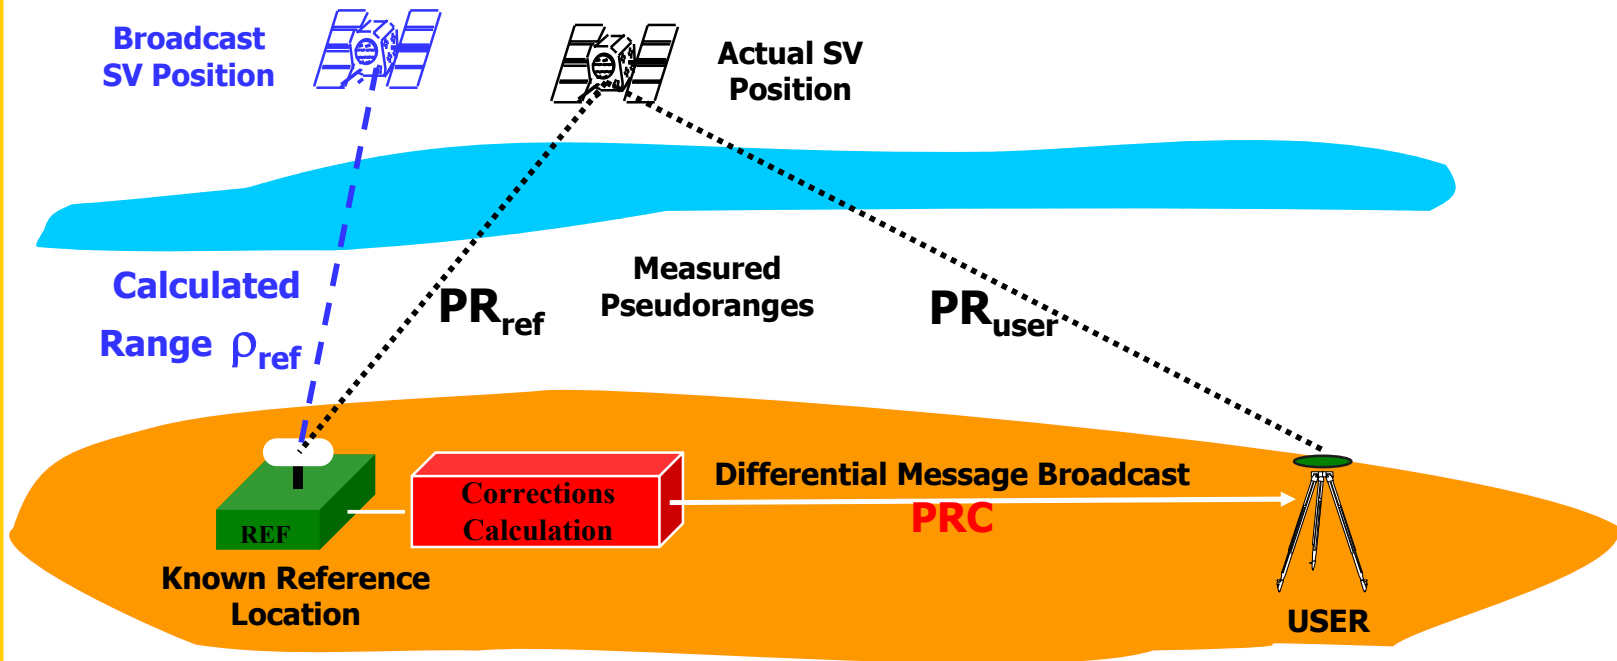 Broadcast
SV Position
Actual SV
Position
Calculated
Range ρref
PRref
Measured
Pseudoranges
PRuser
REF
Corrections
Calculation
Differential Message Broadcast
PRC
Known Reference
Location
USER